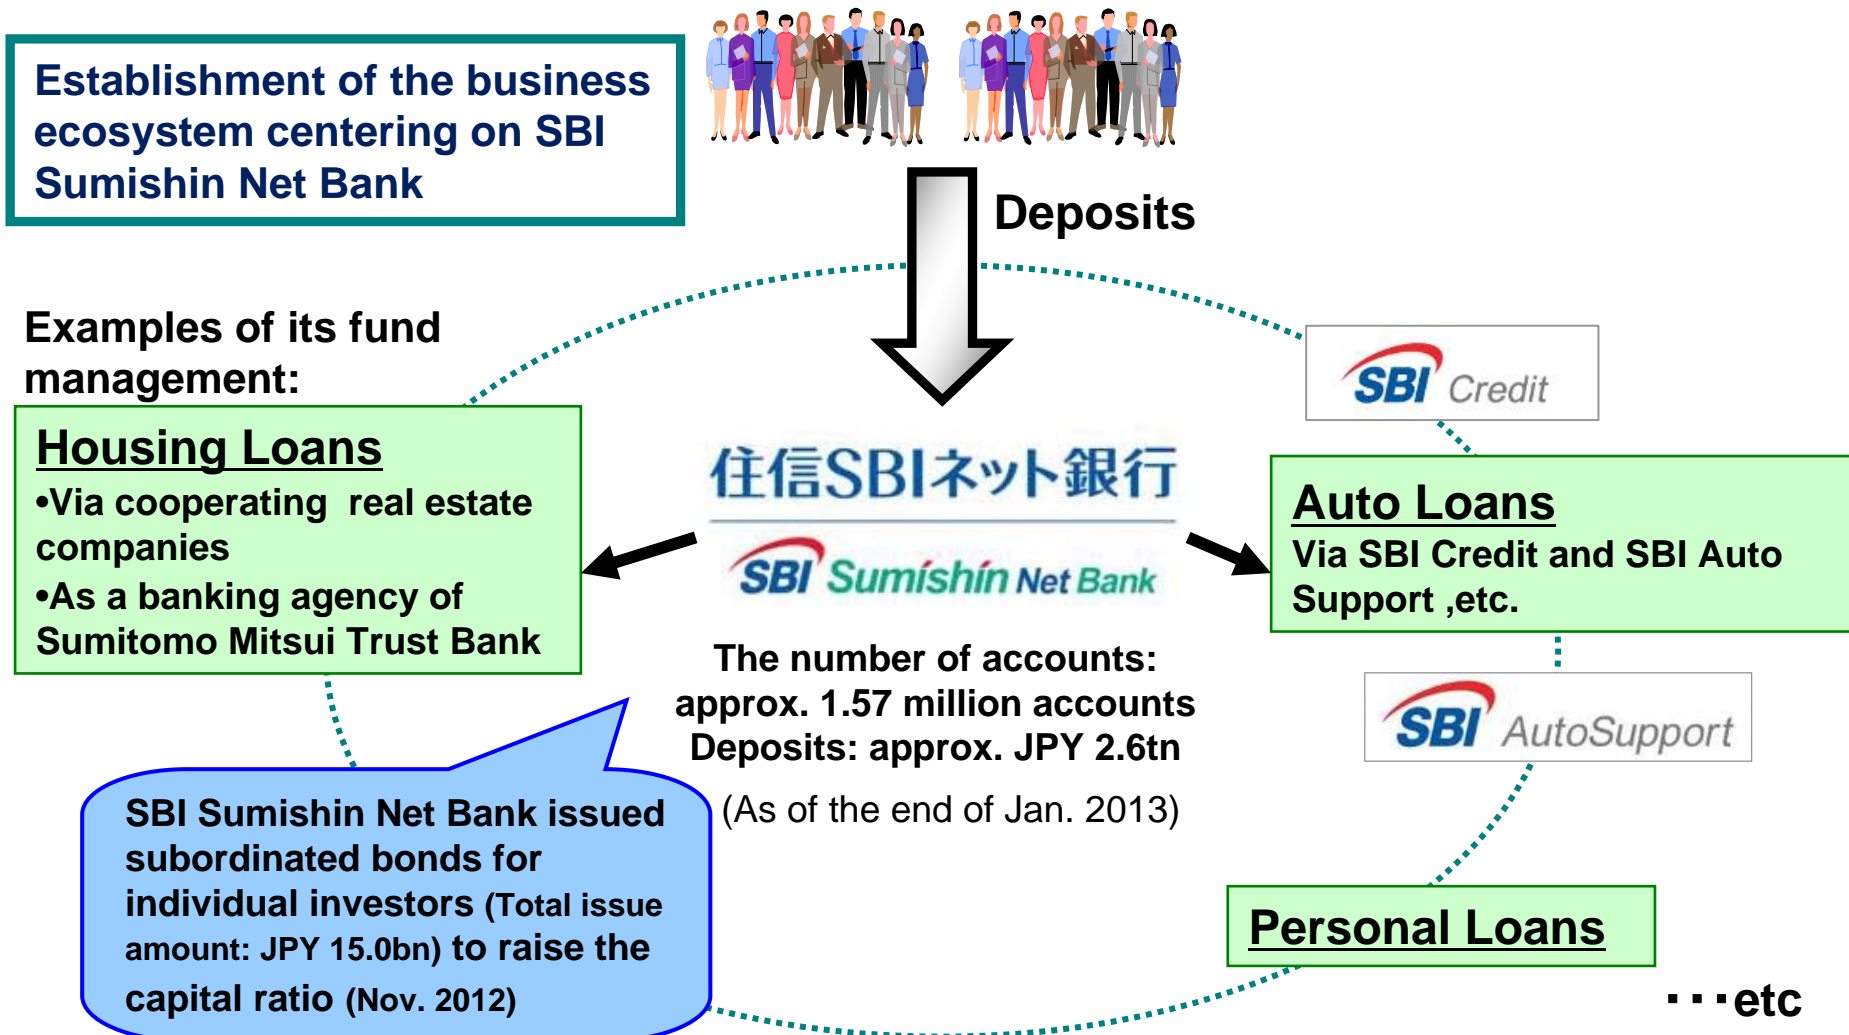 Establishment of the business
ecosystem centering on SBI
Sumishin Net Bank
Deposits
Examples of its fund
management:
Housing Loans
•Via cooperating real estate
companies
•As a banking agency of
Sumitomo Mitsui Trust Bank
住信SBIネット銀行
SBI Sumishin Net Bank
The number of accounts:
approx. 1.57 million accounts
Deposits: approx. JPY 2.6tn
(As of the end of Jan. 2013)
SBI Credit
Auto Loans
Via SBI Credit and SBI Auto
Support ,etc.
SBI AutoSupport
SBI Sumishin Net Bank issued
subordinated bonds for
individual investors (Total issue
amount: JPY 15.0bn) to raise the
capital ratio (Nov. 2012)
Personal Loans
･･･etc